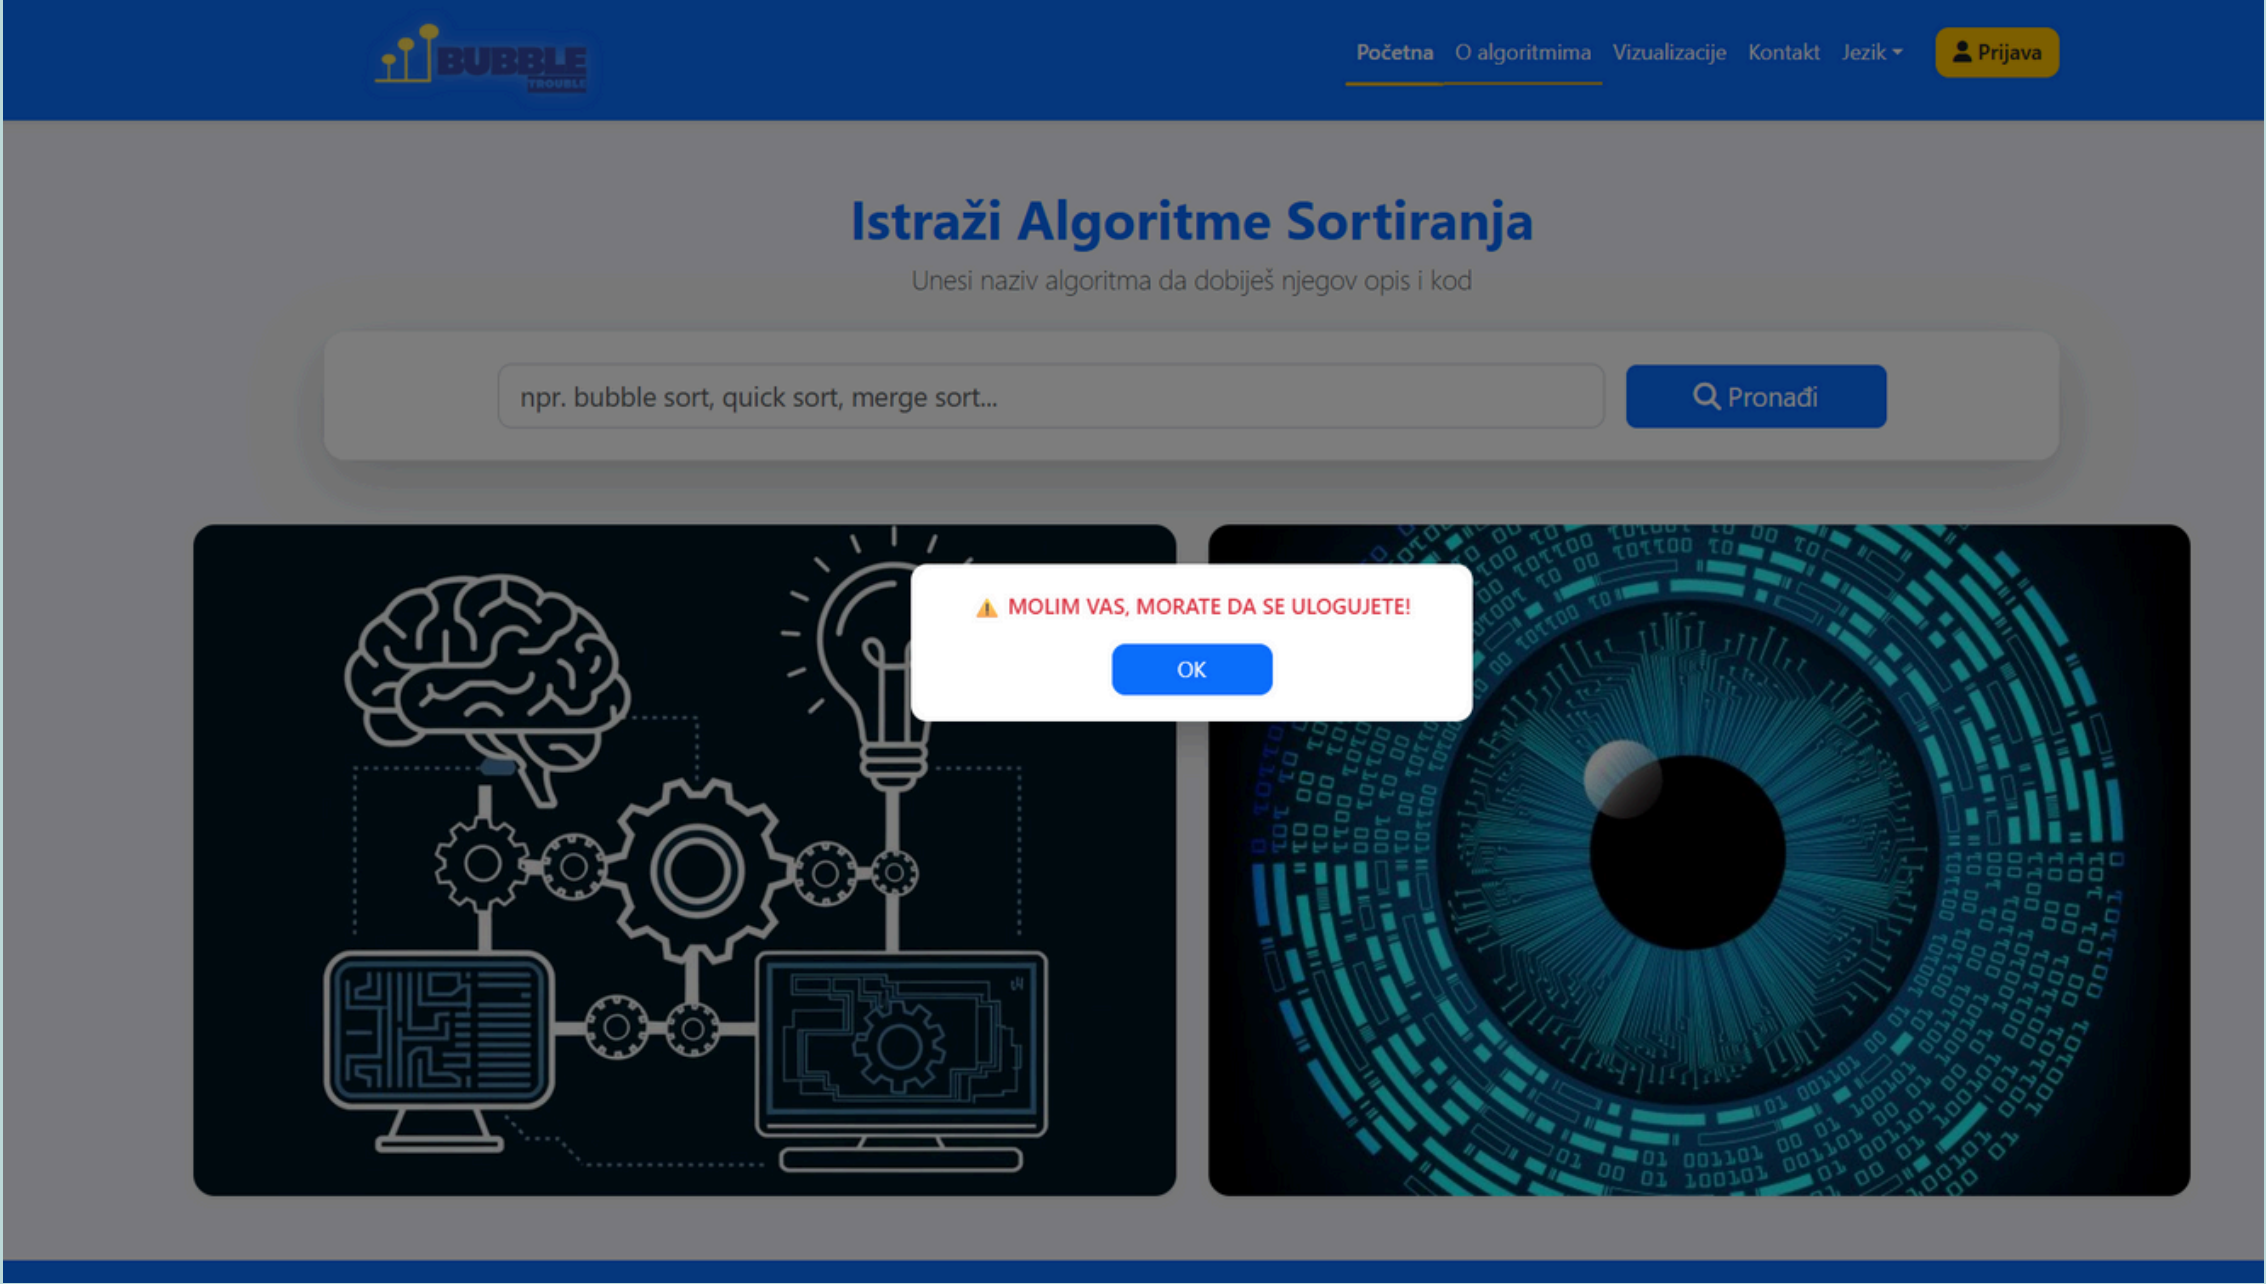 BUBBLE
TROUBLE
Početna O algoritmima Vizualizacije Kontakt Jezik Prijava
Istraži Algoritme Sortiranja
Unesi naziv algoritma da dobiješ njegov opis i kod
npr. bubble sort, quick sort, merge sort...
Pronađi
MOLIM VAS, MORATE DA SE ULOGUJETE!
OK